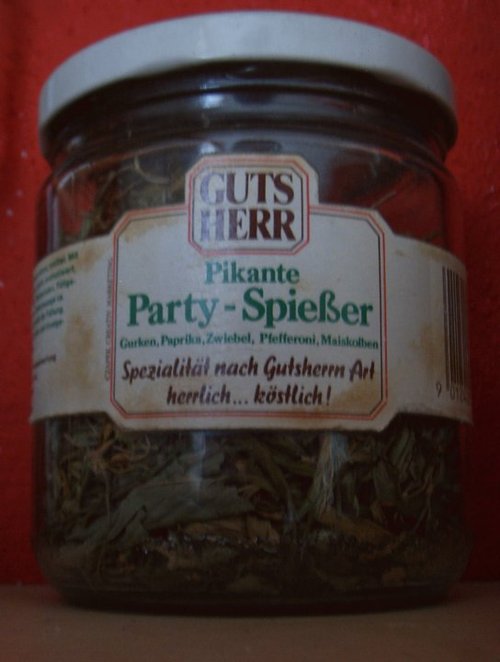 GUTS
HERR
Pikante
Party-Spießer
Gurken, Paprika, Zwiebel, Pfefferoni, Maiskolben
Spezialität nach Gutsherrn Art
herrlich... köstlich!